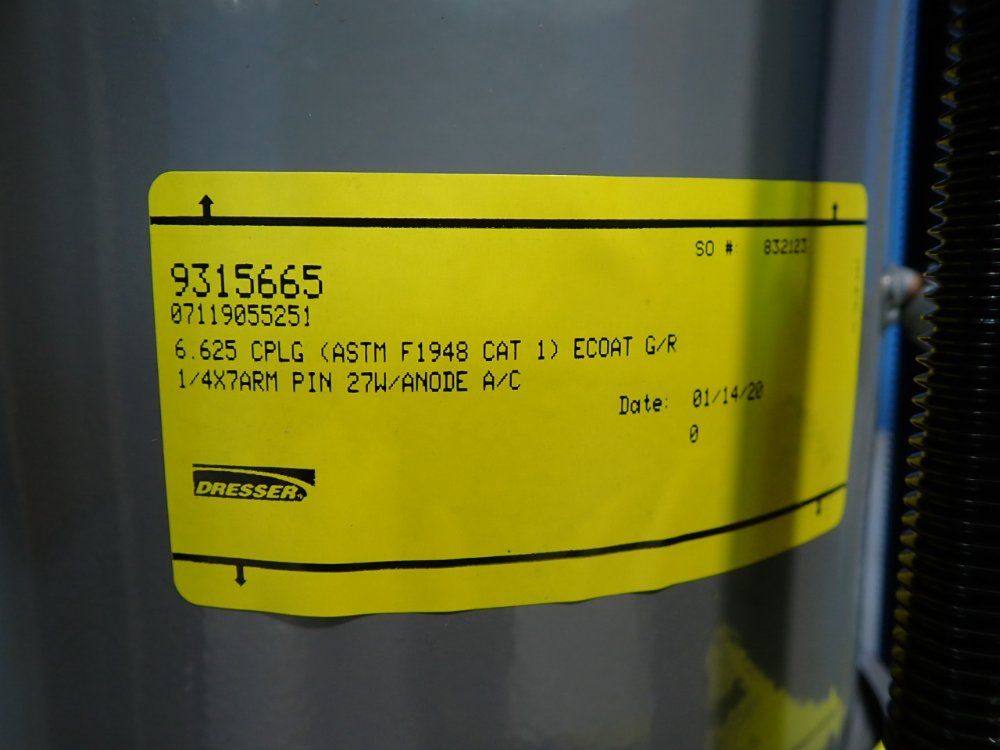 SO # 832123
9315665
07119055251
6.625 CPLG (ASTM F1948 CAT 1) ECOAT G/R
1/4X7ARM PIN 27W/ANODE A/C
Date: 01/14/20
0
DRESSER